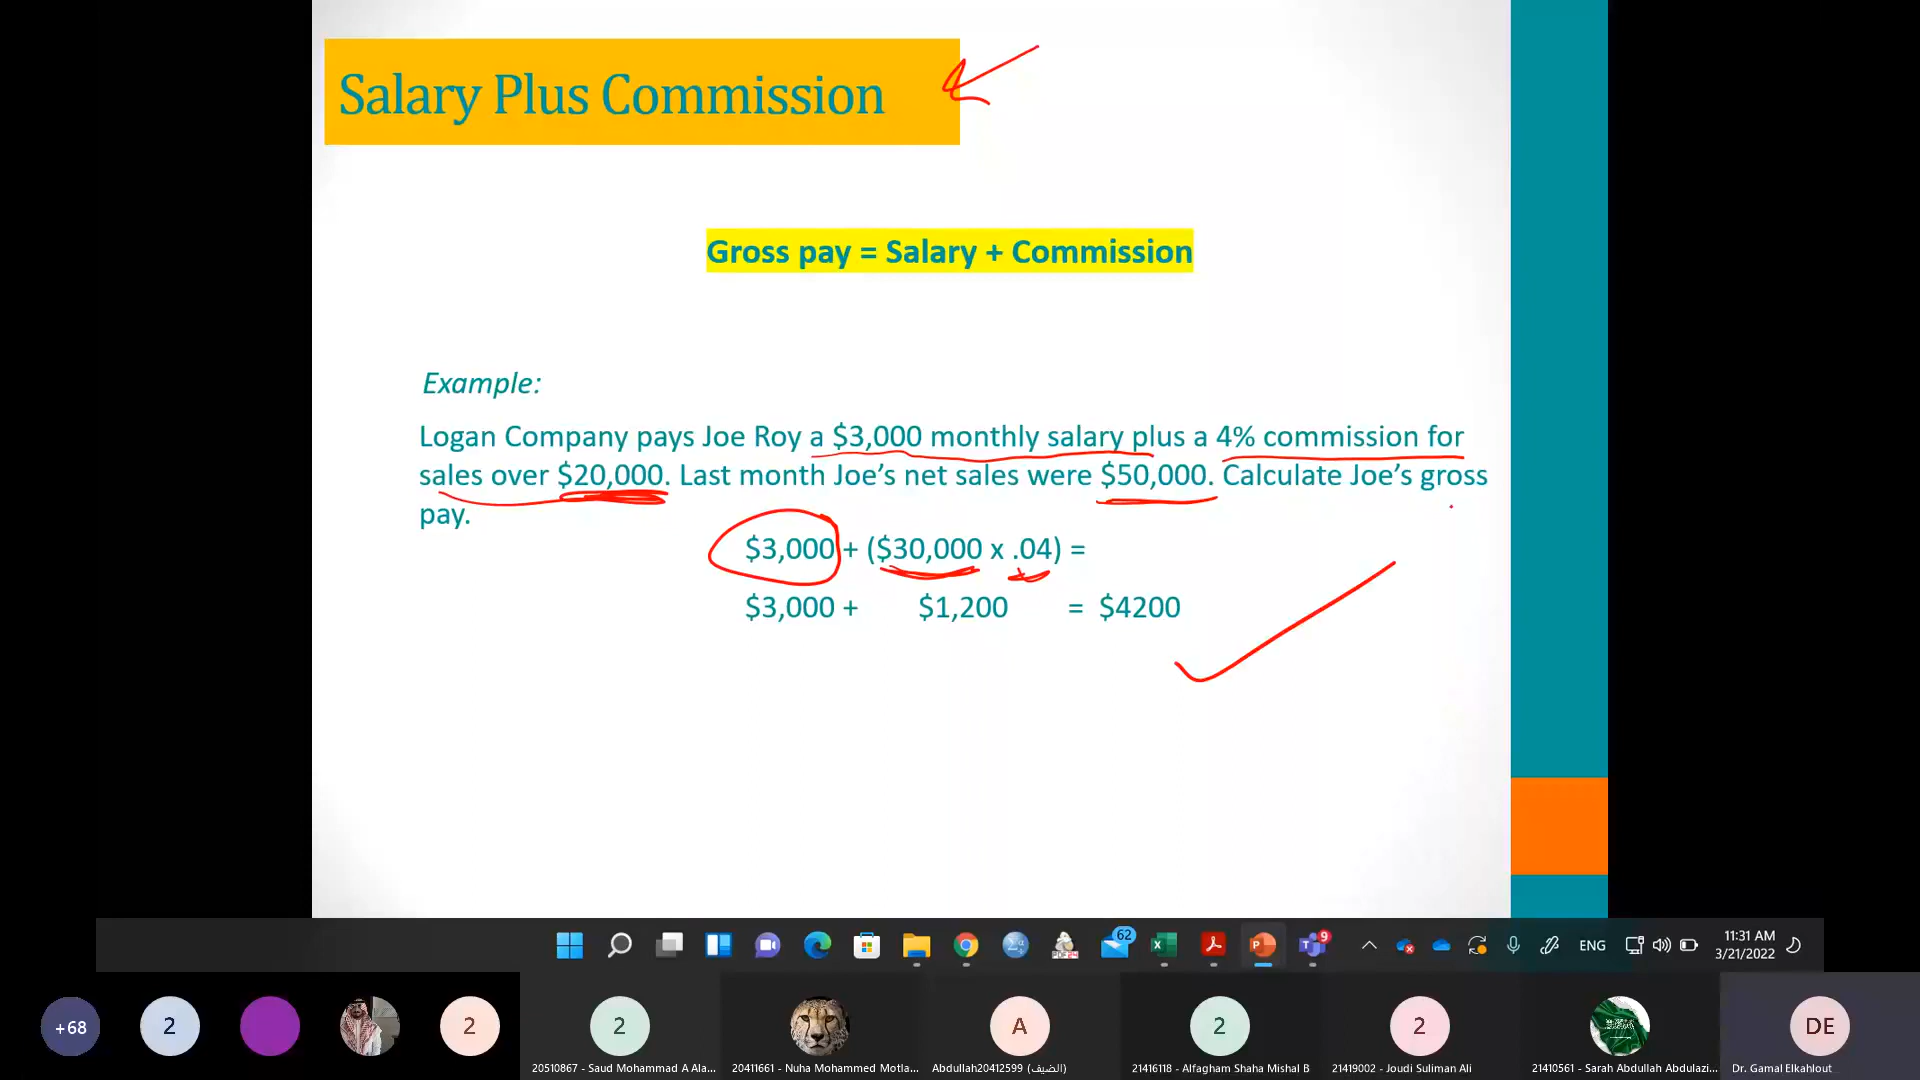 Salary Plus Commission
Gross pay = Salary + Commission
Example:
Logan Company pays Joe Roy a $3,000 monthly salary plus a 4% commission for
sales over $20,000. Last month Joe’s net sales were $50,000. Calculate Joe’s gross
pay.
$3,000 + ($30,000 x .04) =
$3,000 + $1,200 = $4200
62
9
ENG
11:31 AM
3/21/2022
+68
2
2
2
A
2
2
DE
20510867 - Saud Mohammad A Ala...
20411661 - Nuha Mohammed Motla...
Abdullah20412599 (الضيف)
21416118 - Alfagham Shaha Mishal B
21419002 - Joudi Suliman Ali
21410561 - Sarah Abdullah Abdulazi...
Dr. Gamal Elkahlout